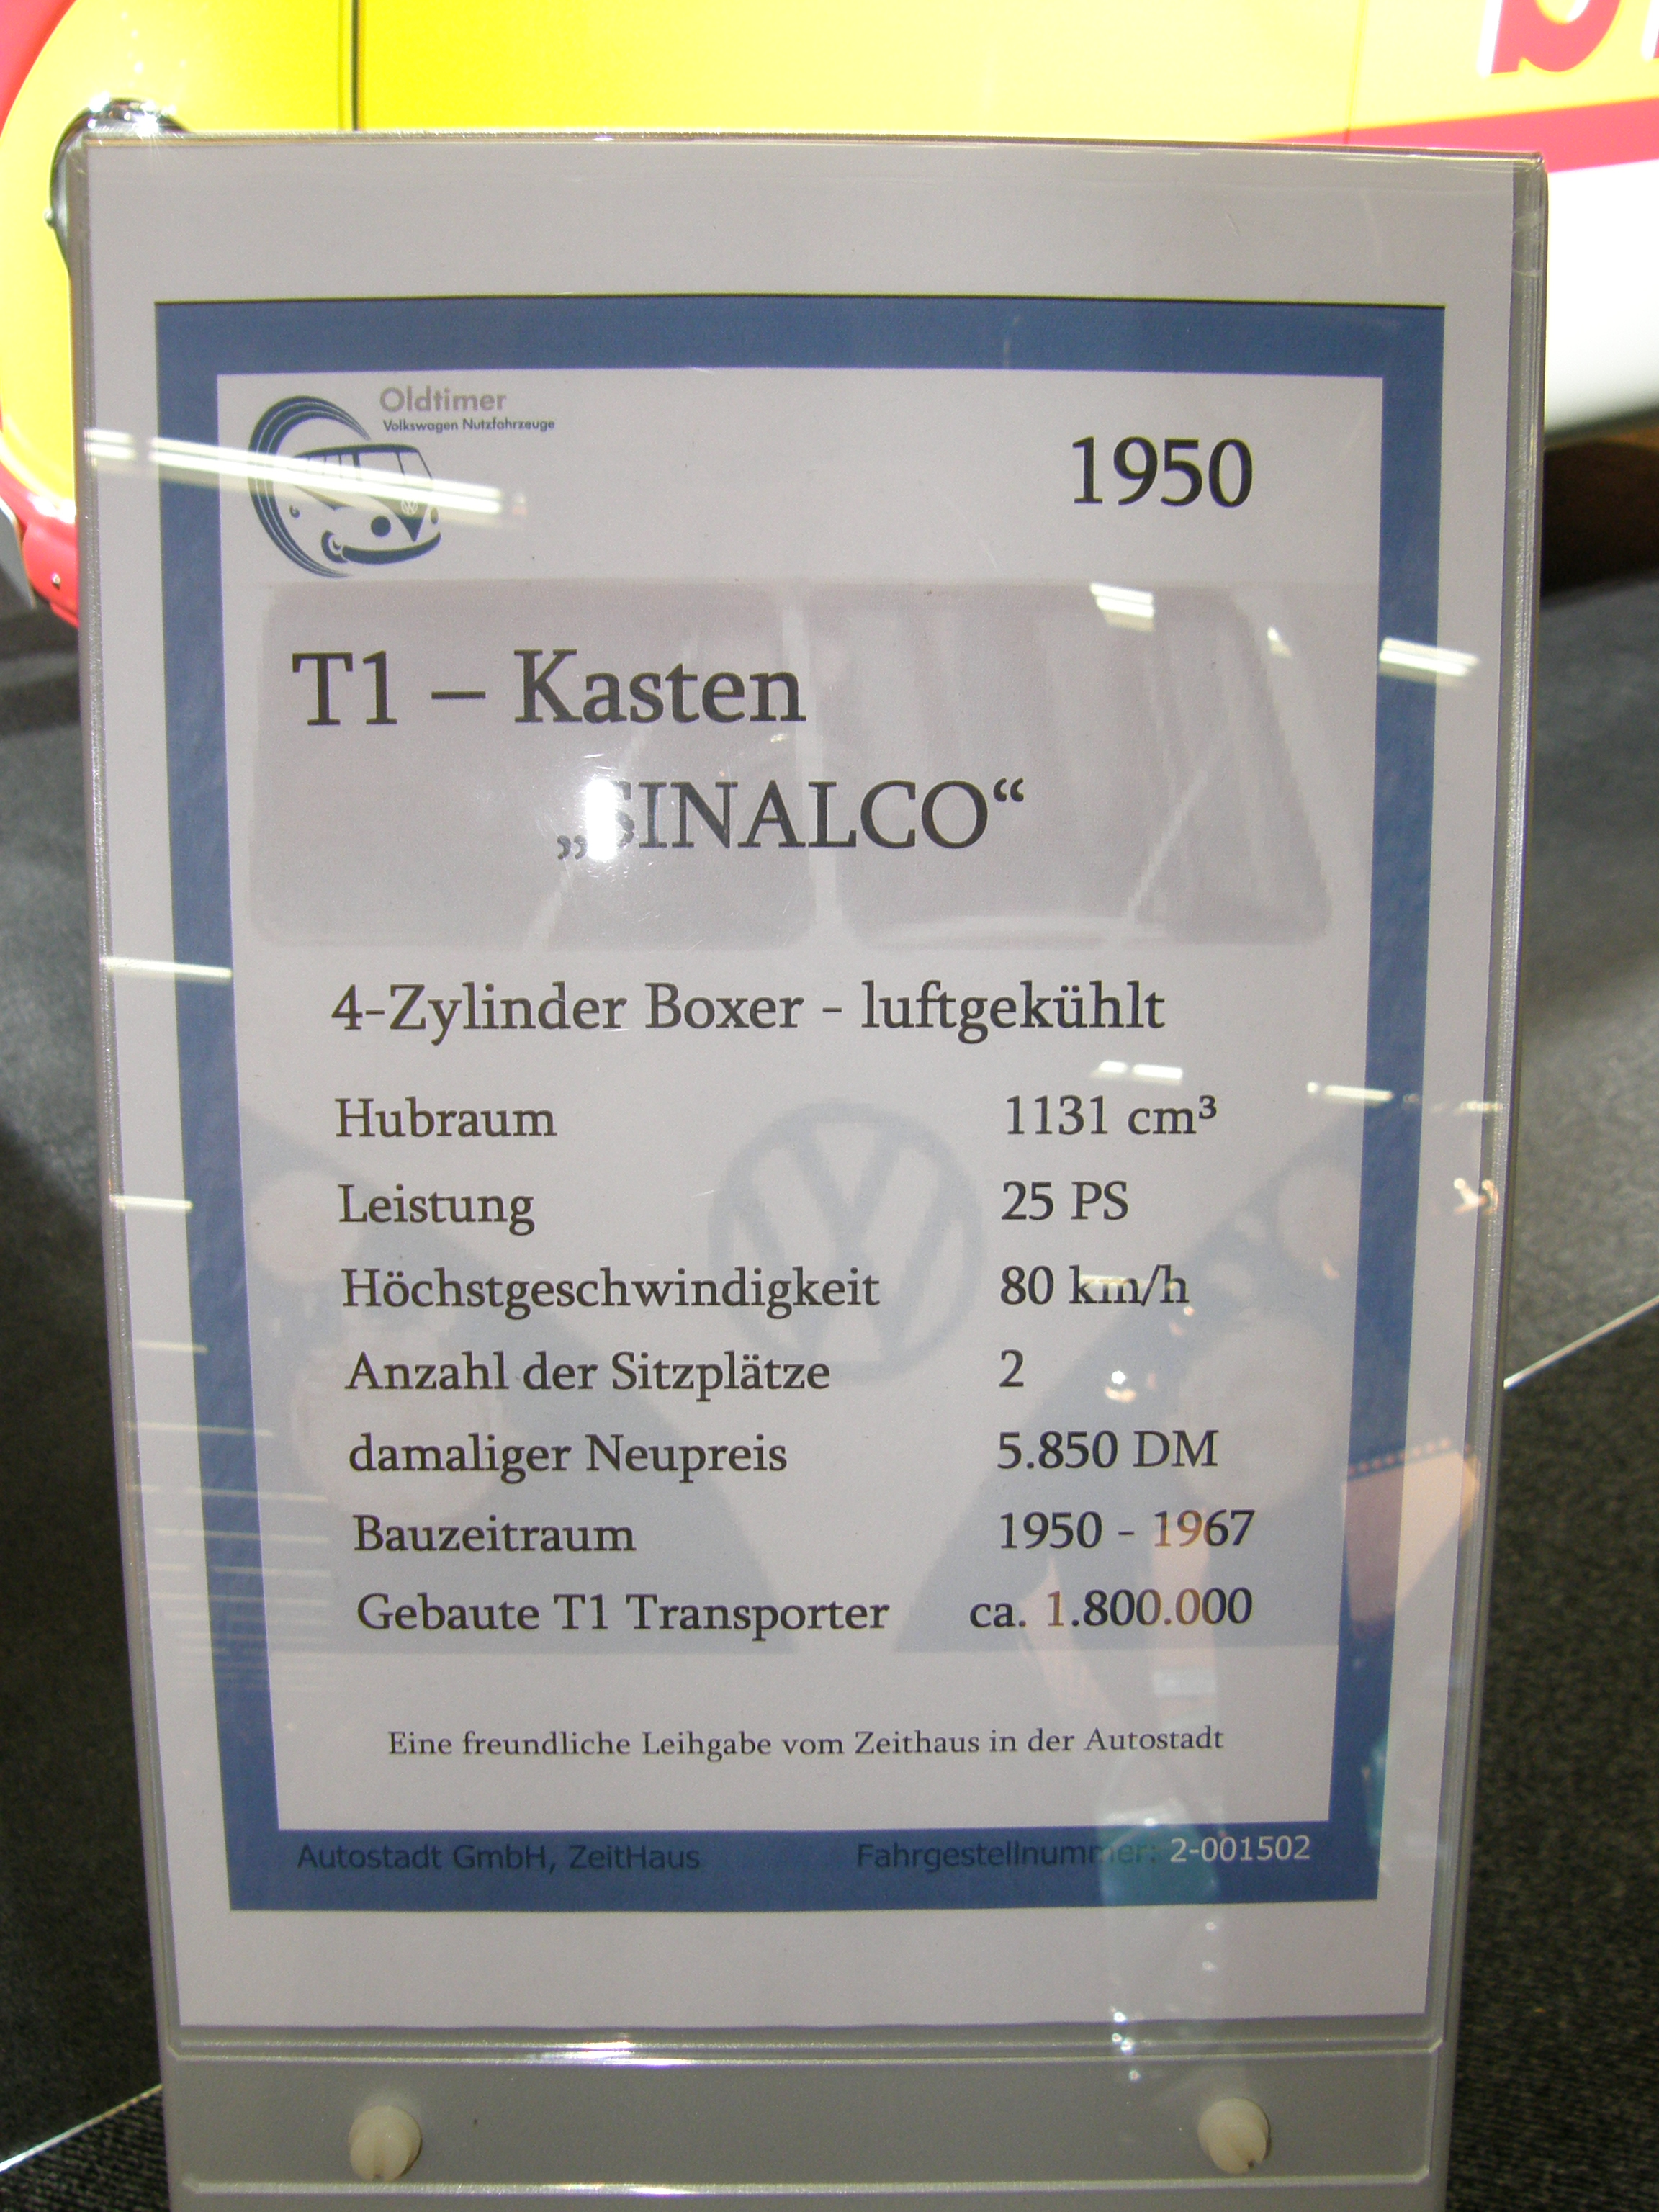 Oldtimer
Volkswagen Nutzfahrzeuge
1950
T1 – Kasten
„SINALCO“
4-Zylinder Boxer - luftgekühlt
Hubraum 1131 cm³
Leistung 25 PS
Höchstgeschwindigkeit 80 km/h
Anzahl der Sitzplätze 2
damaliger Neupreis 5.850 DM
Bauzeitraum 1950 - 1967
Gebaute T1 Transporter ca. 1.800.000
Eine freundliche Leihgabe vom Zeithaus in der Autostadt
Autostadt GmbH, ZeitHaus Fahrgestellnummer: 2-001502